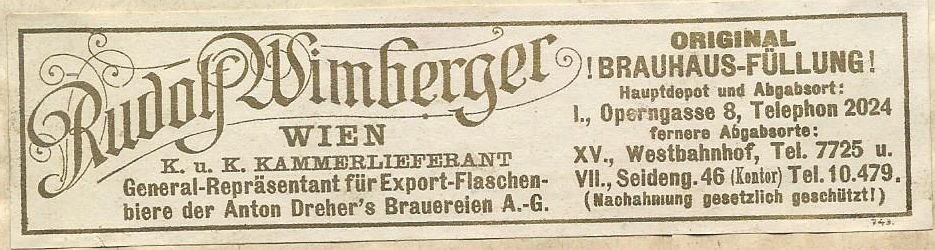 Rudolf Wimberger
WIEN
K. u. K. KAMMERLIEFERANT
General-Repräsentant für Export-Flaschen-
biere der Anton Dreher's Brauereien A.-G.
ORIGINAL
! BRAUHAUS-FÜLLUNG !
Hauptdepot und Abgabsort:
I., Operngasse 8, Telephon 2024
fernere Abgabsorte:
XV., Westbahnhof, Tel. 7725 u.
VII., Seideng. 46 (Kontor) Tel. 10.479.
(Nachahmung gesetzlich geschützt!)
743.